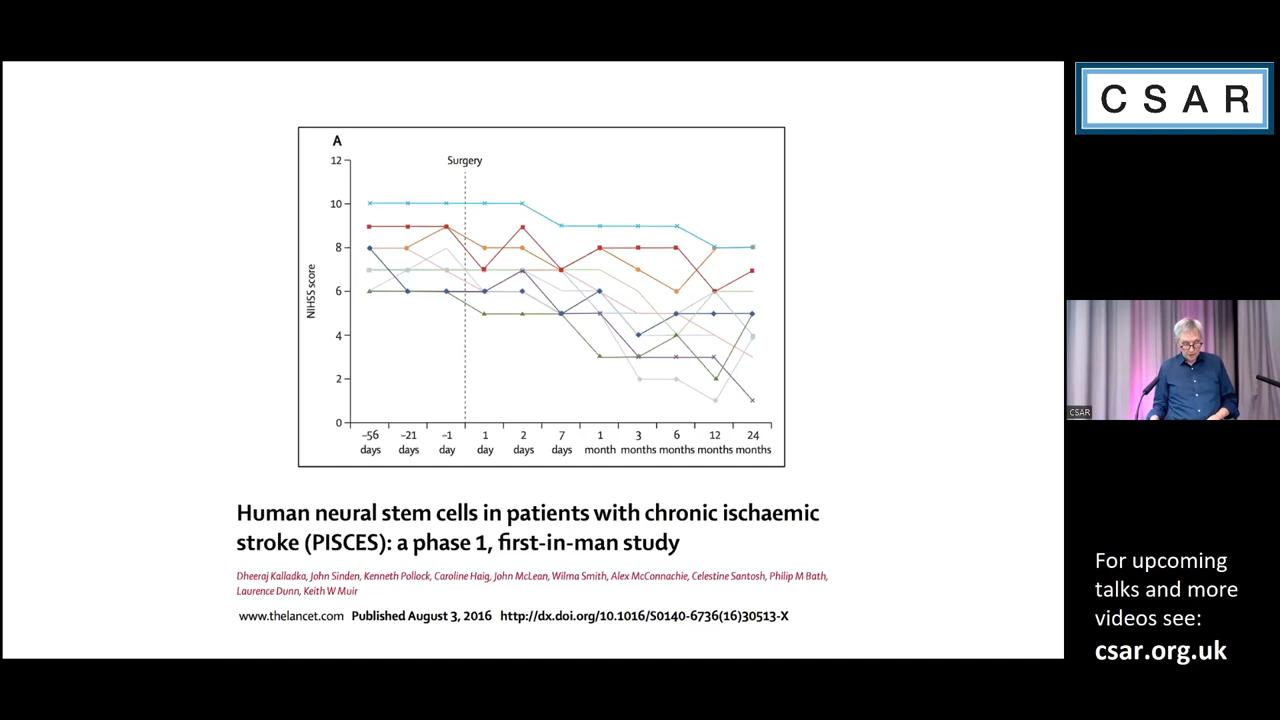 A
Surgery
12
10
8
6
4
2
0
NIHSS score
–56 –21 –1 1 2 7 1 3 6 12 24
days days day day days days month months months months months
Human neural stem cells in patients with chronic ischaemic
stroke (PISCES): a phase 1, first-in-man study
Dheeraj Kalladka, John Sinden, Kenneth Pollock, Caroline Haig, John McLean, Wilma Smith, Alex McConnachie, Celestine Santosh, Philip M Bath,
Laurence Dunn, Keith W Muir
www.thelancet.com Published August 3, 2016 http://dx.doi.org/10.1016/S0140-6736(16)30513-X
CSAR
CSAR
For upcoming
talks and more
videos see:
csar.org.uk